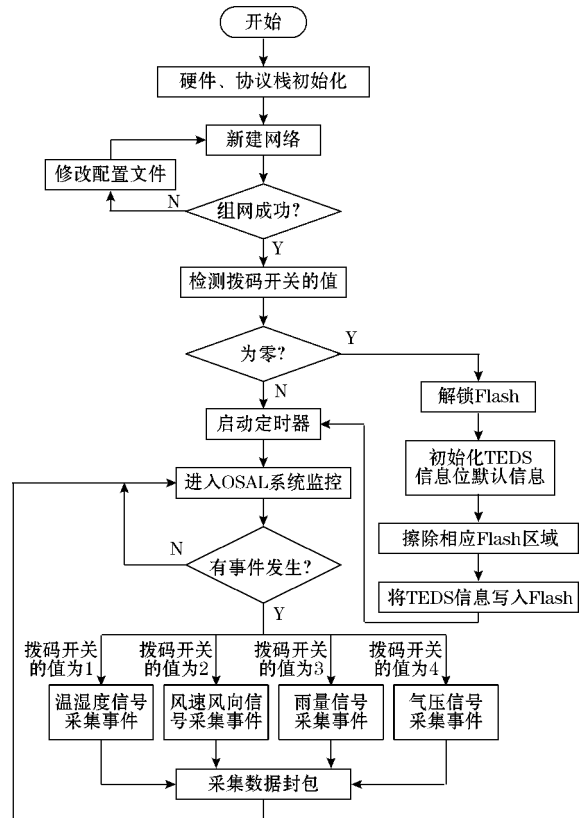 开始
硬件、协议栈初始化
新建网络
修改配置文件
N
组网成功?
Y
检测拨码开关的值
为零?
Y
N
解锁Flash
启动定时器
初始化TEDS
信息位默认信息
进入OSAL系统监控
擦除相应Flash区域
N
有事件发生?
将TEDS信息写入Flash
Y
拨码开关
的值为1
拨码开关
的值为2
拨码开关
的值为3
拨码开关
的值为4
温湿度信号
采集事件
风速风向信
号采集事件
雨量信号
采集事件
气压信号
采集事件
采集数据封包